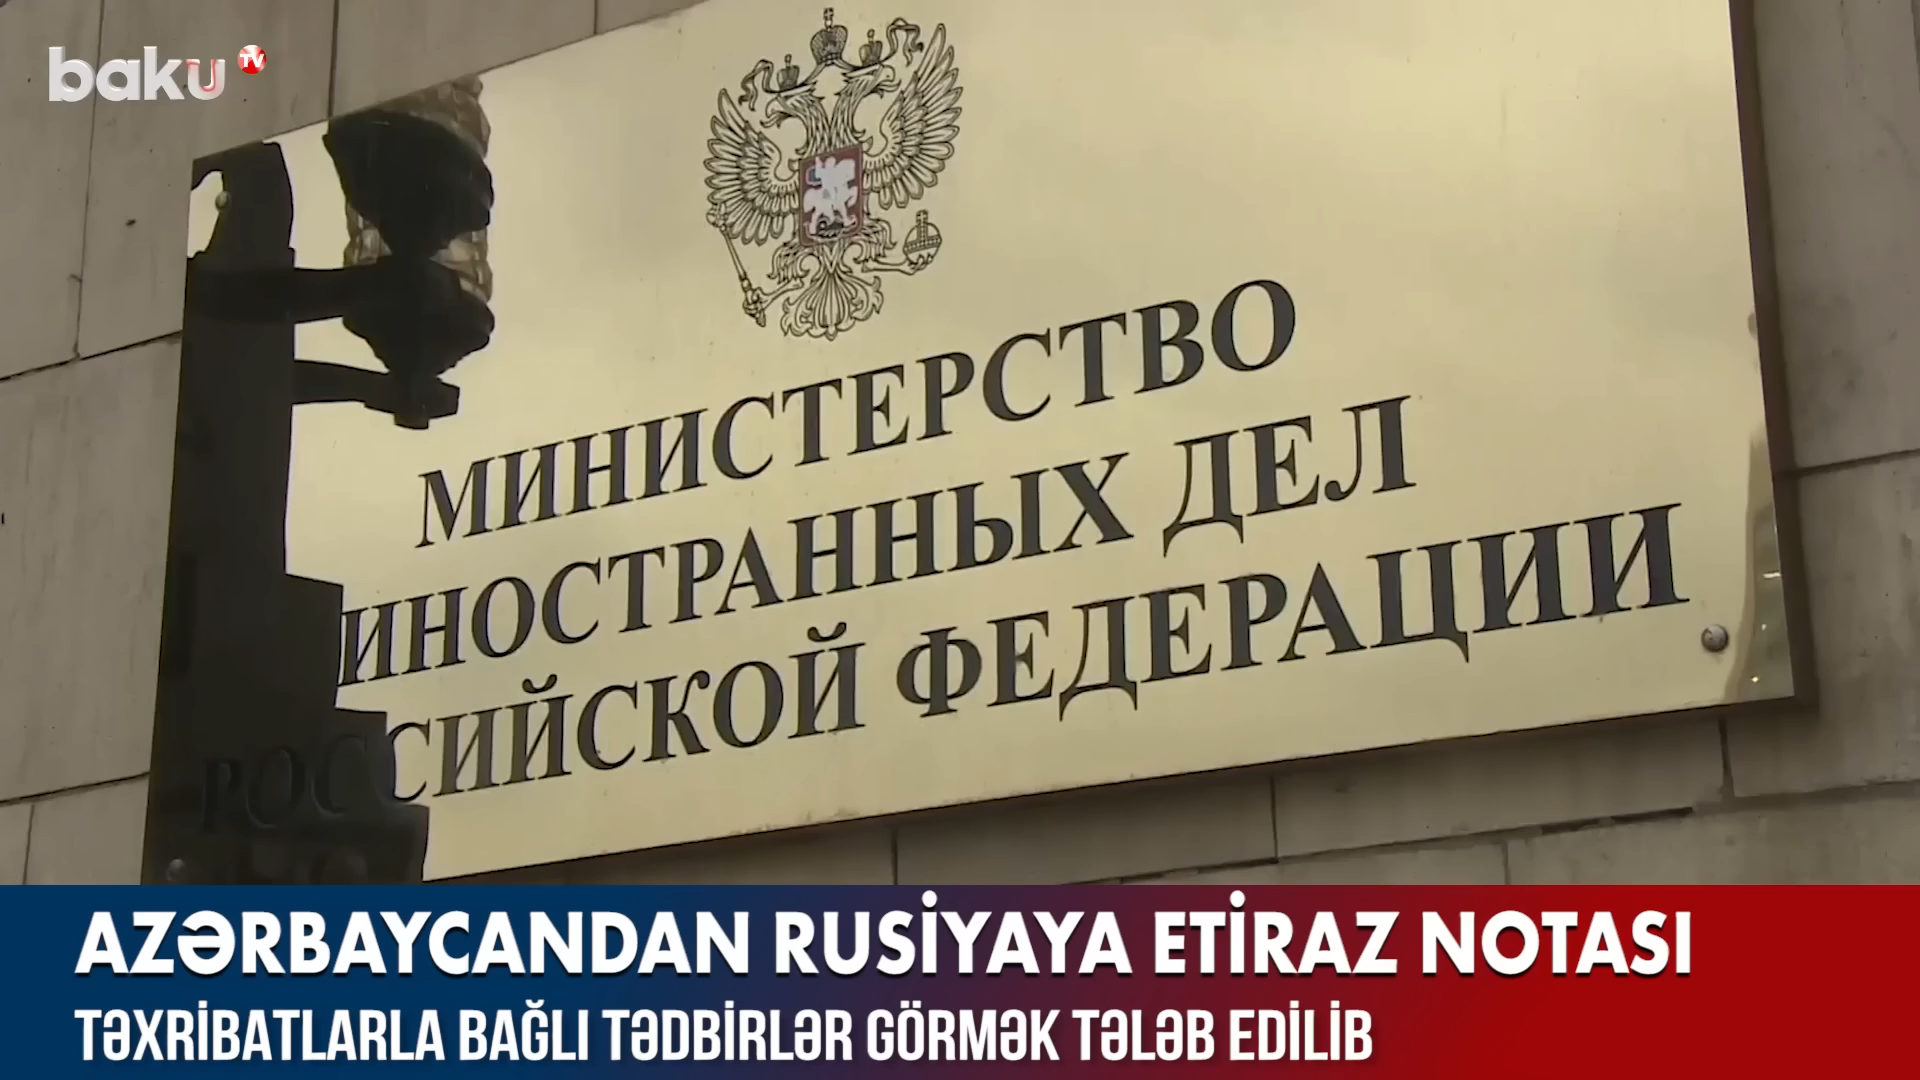 baku TV
МИНИСТЕРСТВО
ИНОСТРАННЫХ ДЕЛ
РОССИЙСКОЙ ФЕДЕРАЦИИ
AZƏRBAYCANDAN RUSİYAYA ETİRAZ NOTASI
TƏXRİBATLARLA BAĞLI TƏDBİRLƏR GÖRMƏK TƏLƏB EDİLİB